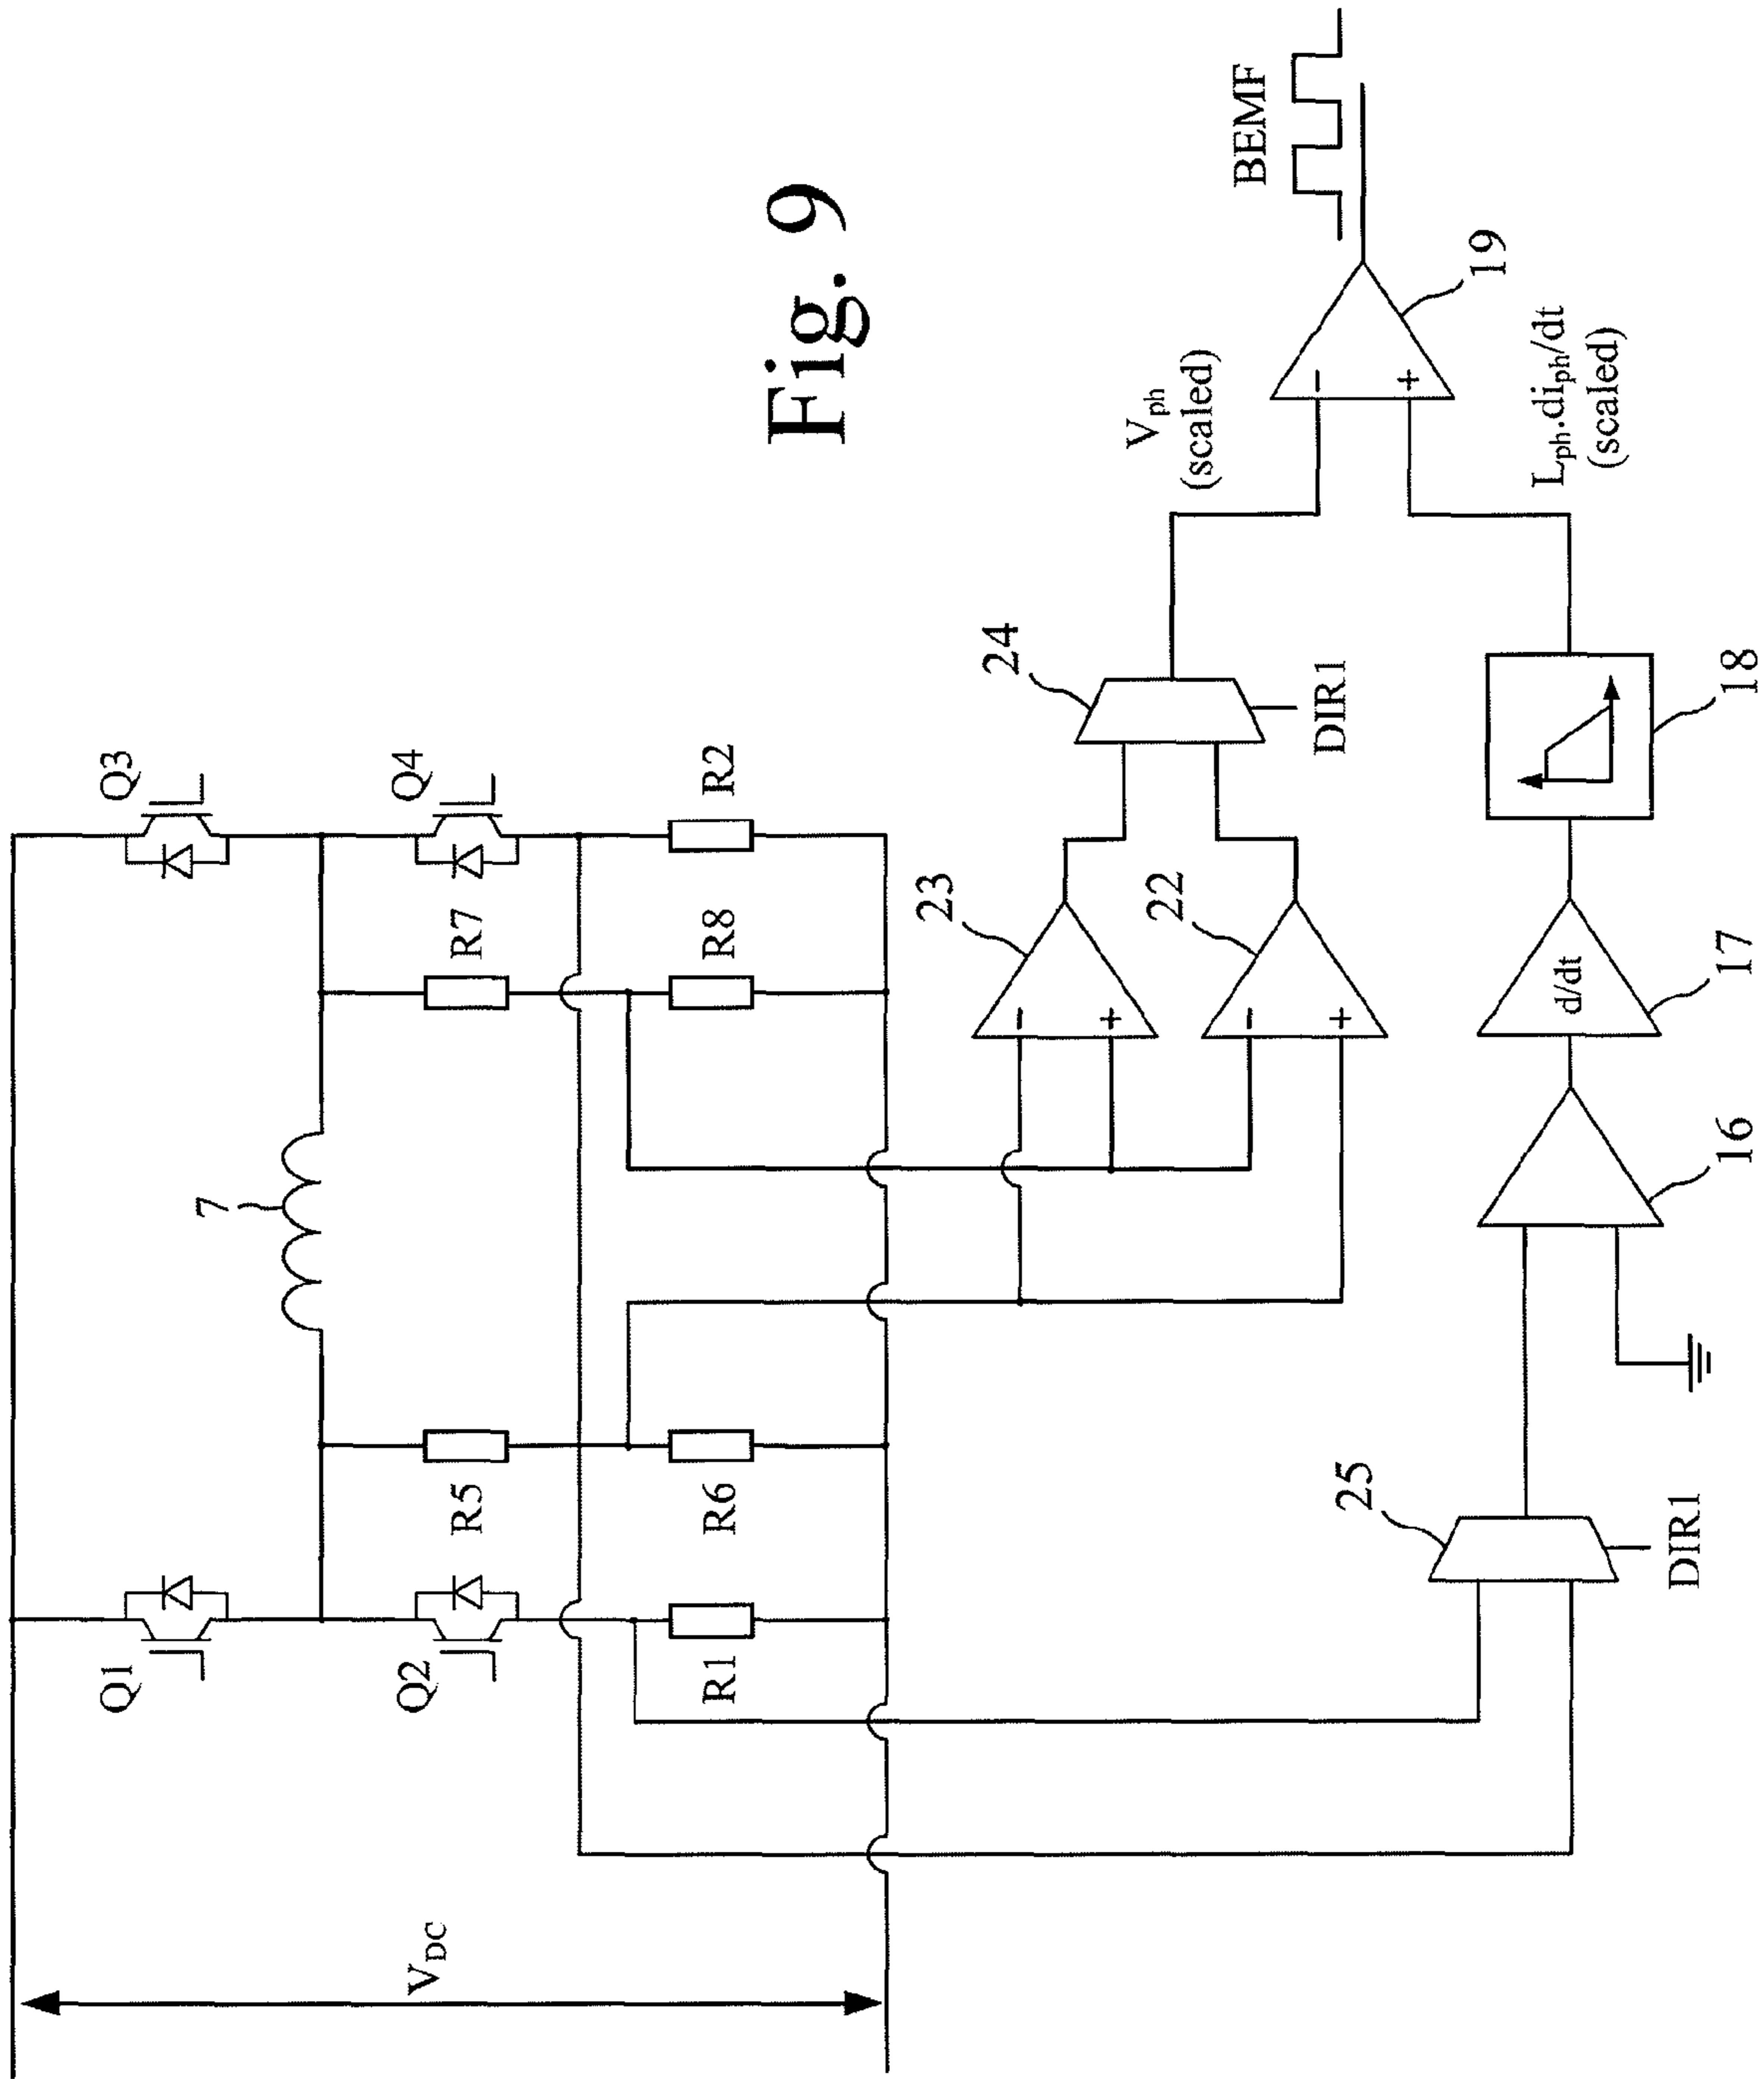 Fig. 9
Q1
Q3
7
V_DC
Q2
Q4
R5
R7
R1
R6
R8
R2
23
24
-
+
22
-
+
DIR1
V_ph
(scaled)
BEMF
-
+
19
L_ph.di_ph/dt
(scaled)
25
DIR1
16
d/dt
17
18